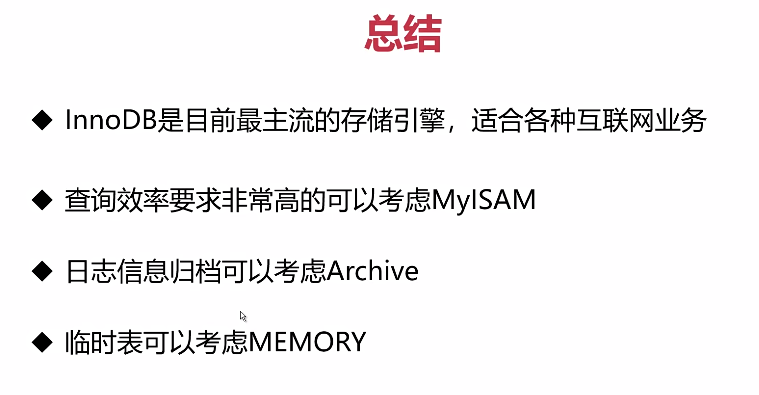 总结
◆ InnoDB是目前最主流的存储引擎，适合各种互联网业务
◆ 查询效率要求非常高的可以考虑MyISAM
◆ 日志信息归档可以考虑Archive
◆ 临时表可以考虑MEMORY